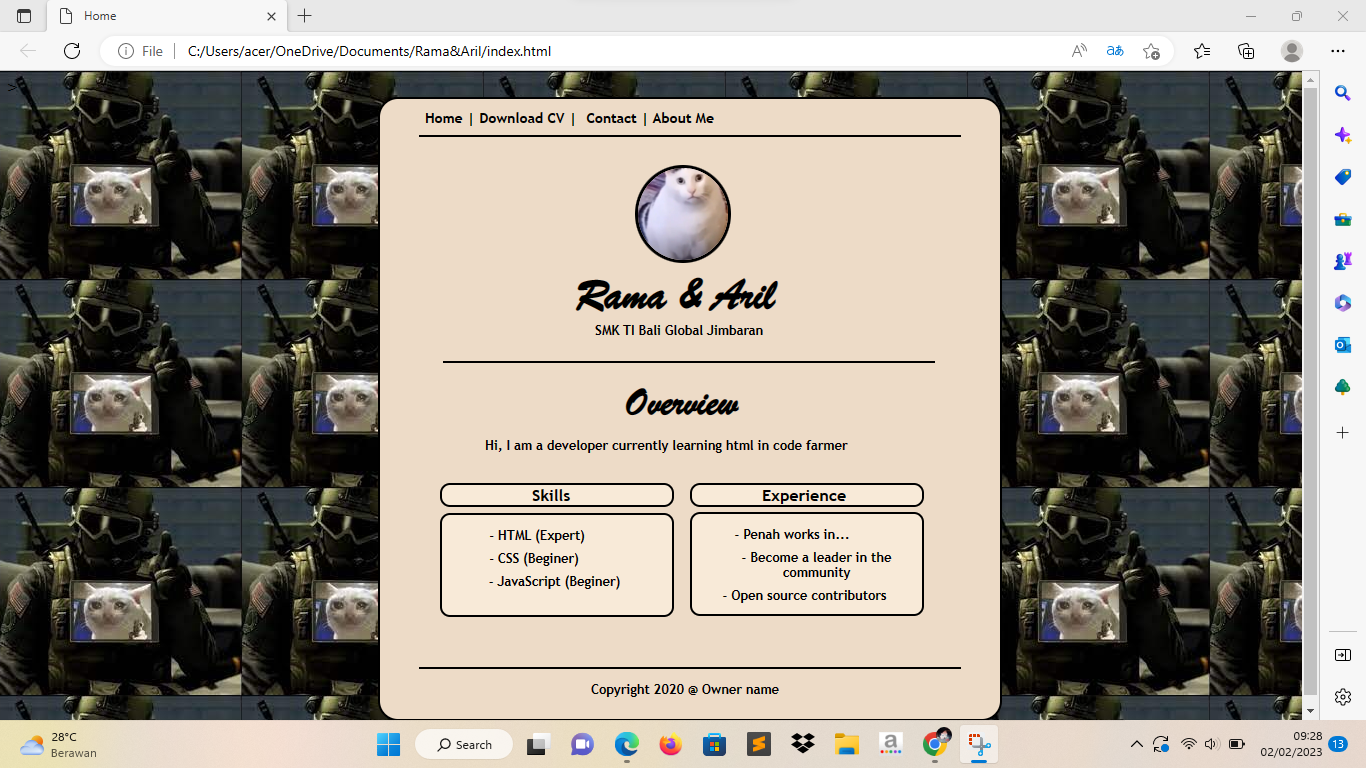 Home
File
C:/Users/acer/OneDrive/Documents/Rama&Aril/index.html
>
Home | Download CV | Contact | About Me
Rama & Aril
SMK TI Bali Global Jimbaran
Overview
Hi, I am a developer currently learning html in code farmer
Skills
- HTML (Expert)
- CSS (Beginer)
- JavaScript (Beginer)
Experience
- Penah works in...
- Become a leader in the
community
- Open source contributors
Copyright 2020 @ Owner name
28°C
Berawan
Search
09:28
02/02/2023
13